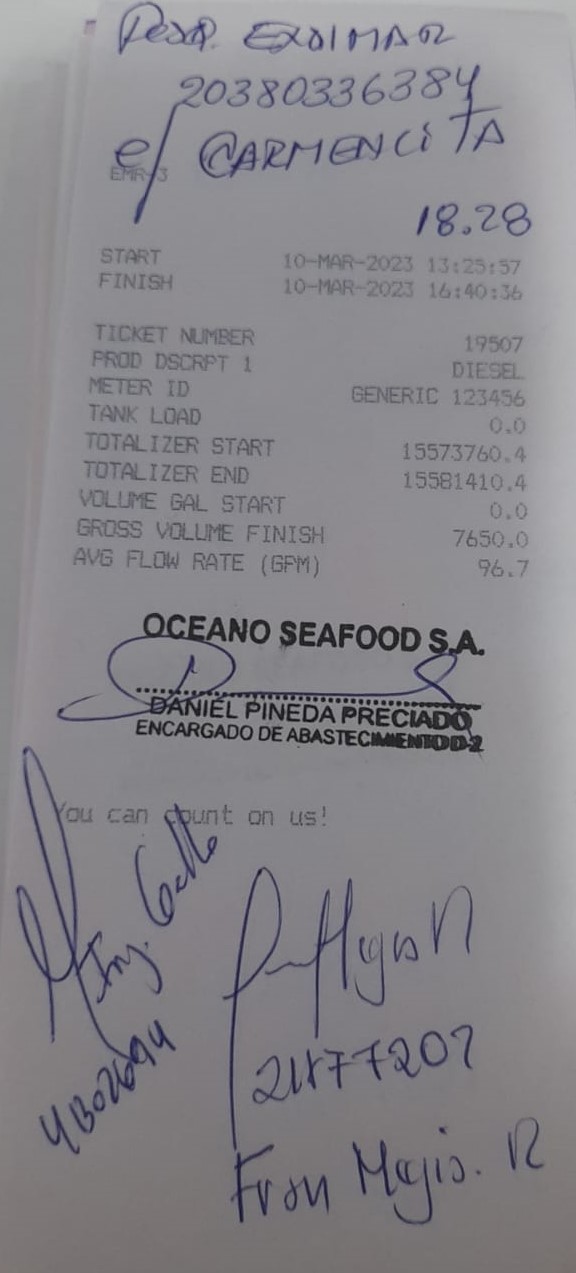 Pesq. EXDIMAR
20380336384
e/ CARMENCITA
EMR-3
18.28
START 10-MAR-2023 13:25:57
FINISH 10-MAR-2023 16:40:36
TICKET NUMBER 19507
PROD DSCRPT 1 DIESEL
METER ID GENERIC 123456
TANK LOAD 0.0
TOTALIZER START 15573760.4
TOTALIZER END 15581410.4
VOLUME GAL START 0.0
GROSS VOLUME FINISH 7650.0
AVG FLOW RATE (GPM) 96.7
OCEANO SEAFOOD S.A.
DANIEL PINEDA PRECIADO
ENCARGADO DE ABASTECIMIENTO D-2
You can count on us!
Ing.